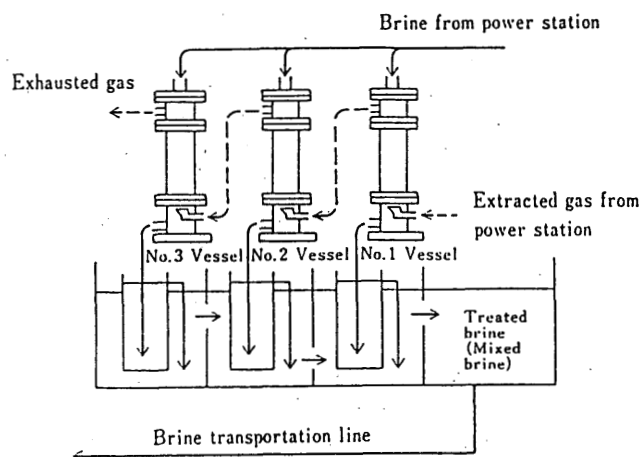 Brine from power station
Exhausted gas
Extracted gas from
power station
No.3 Vessel
No.2 Vessel
No.1 Vessel
Treated
brine
(Mixed
brine)
Brine transportation line